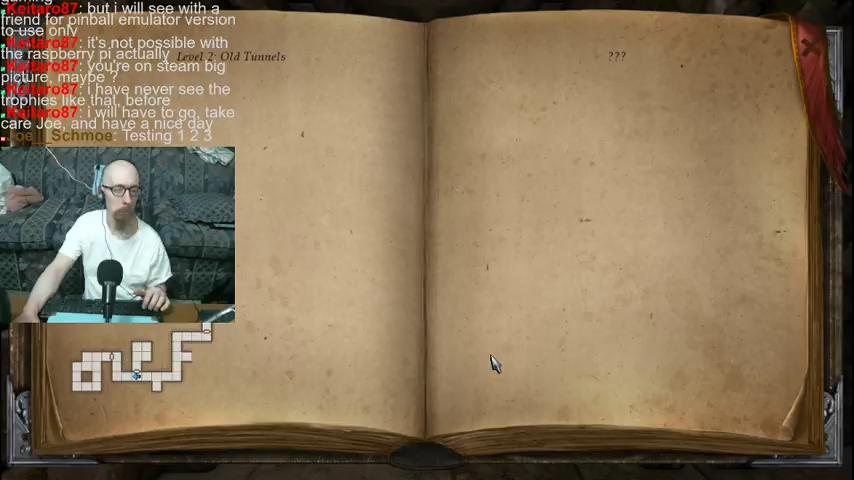 Keitaro87: but i will see with a
friend for pinball emulator version
to use only
Keitaro87: it's not possible with
the raspberry pi actually
Keitaro87: you're on steam big
picture, maybe ?
Keitaro87: i have never see the
trophies like that, before
Keitaro87: i will have to go, take
care Joe, and have a nice day
Schmoe: Testing 1 2 3
Level 2: Old Tunnels
???